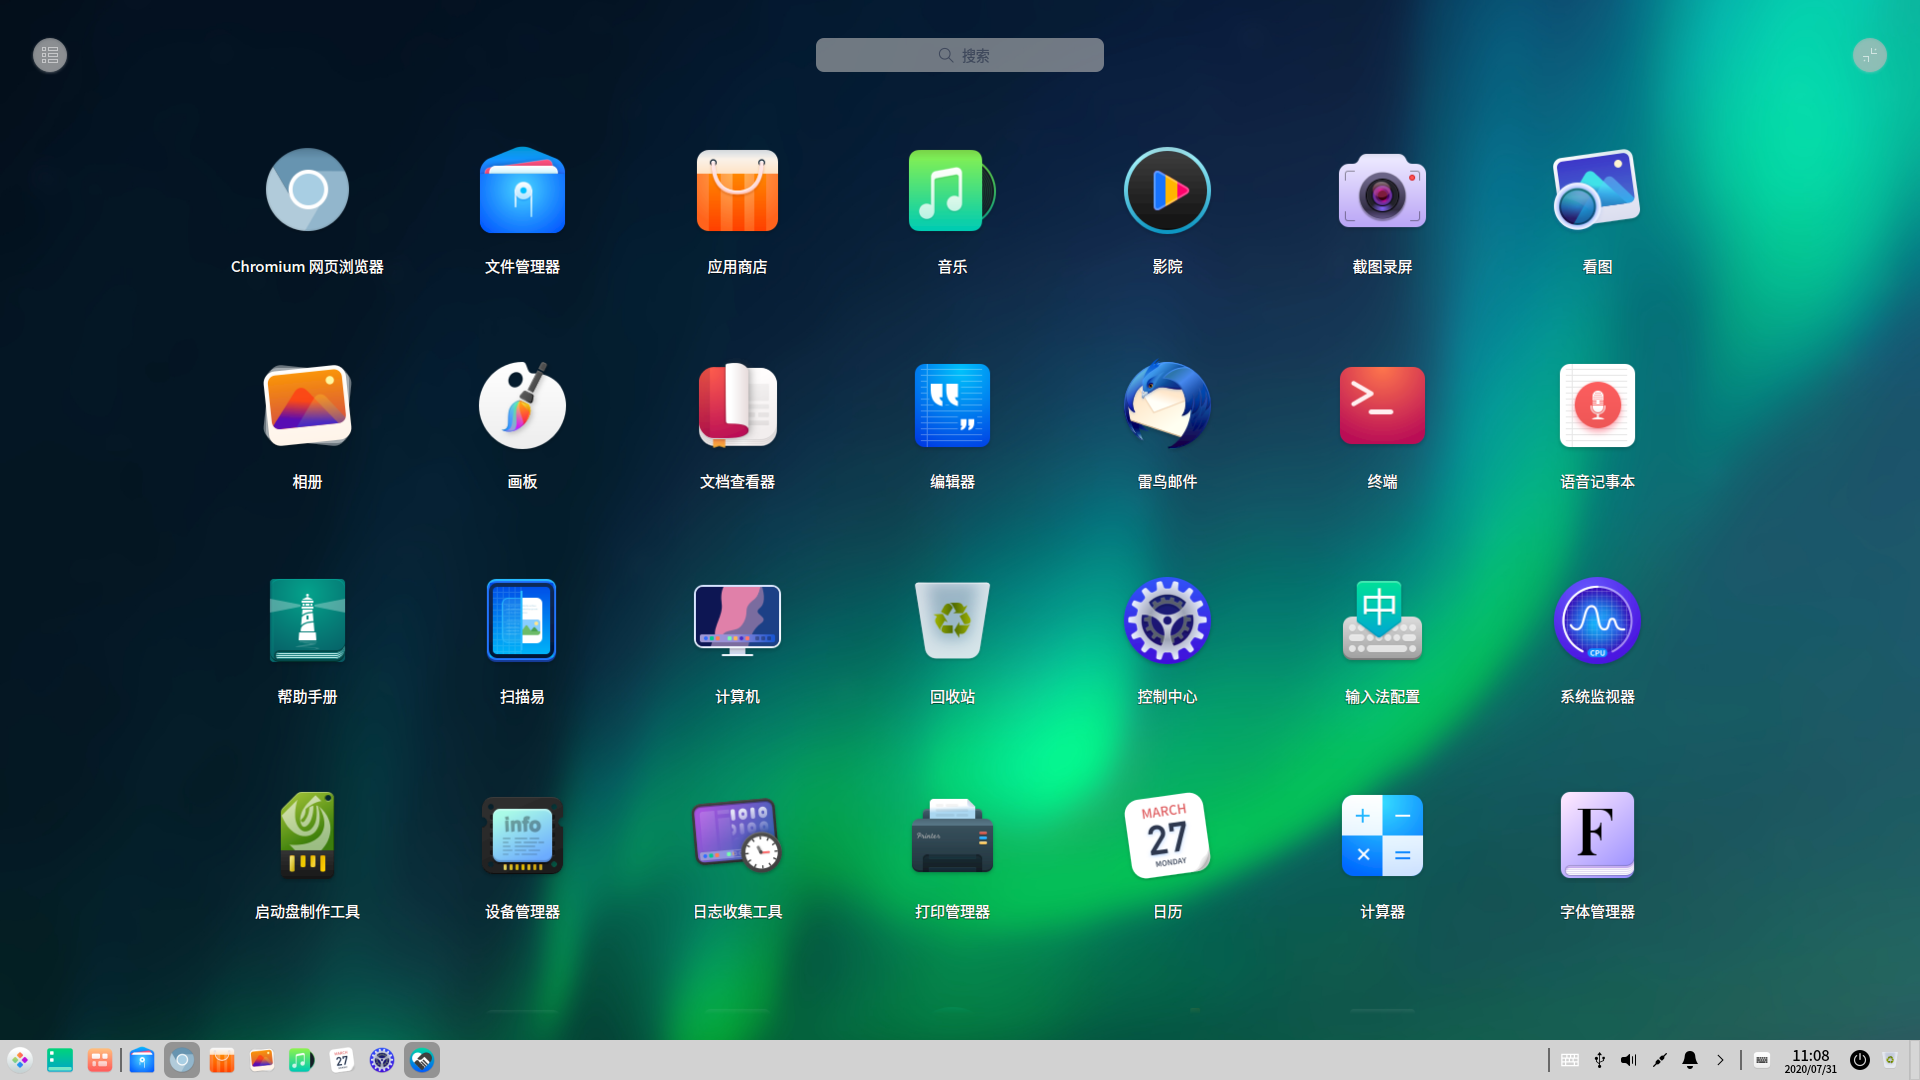 搜索
Chromium 网页浏览器
文件管理器
应用商店
音乐
影院
截图录屏
看图
相册
画板
文档查看器
编辑器
雷鸟邮件
终端
语音记事本
中
CPU
帮助手册
扫描易
计算机
回收站
控制中心
输入法配置
系统监视器
info
1010
1010
Printer
MARCH
27
MONDAY
F
启动盘制作工具
设备管理器
日志收集工具
打印管理器
日历
计算器
字体管理器
27
11:08
2020/07/31